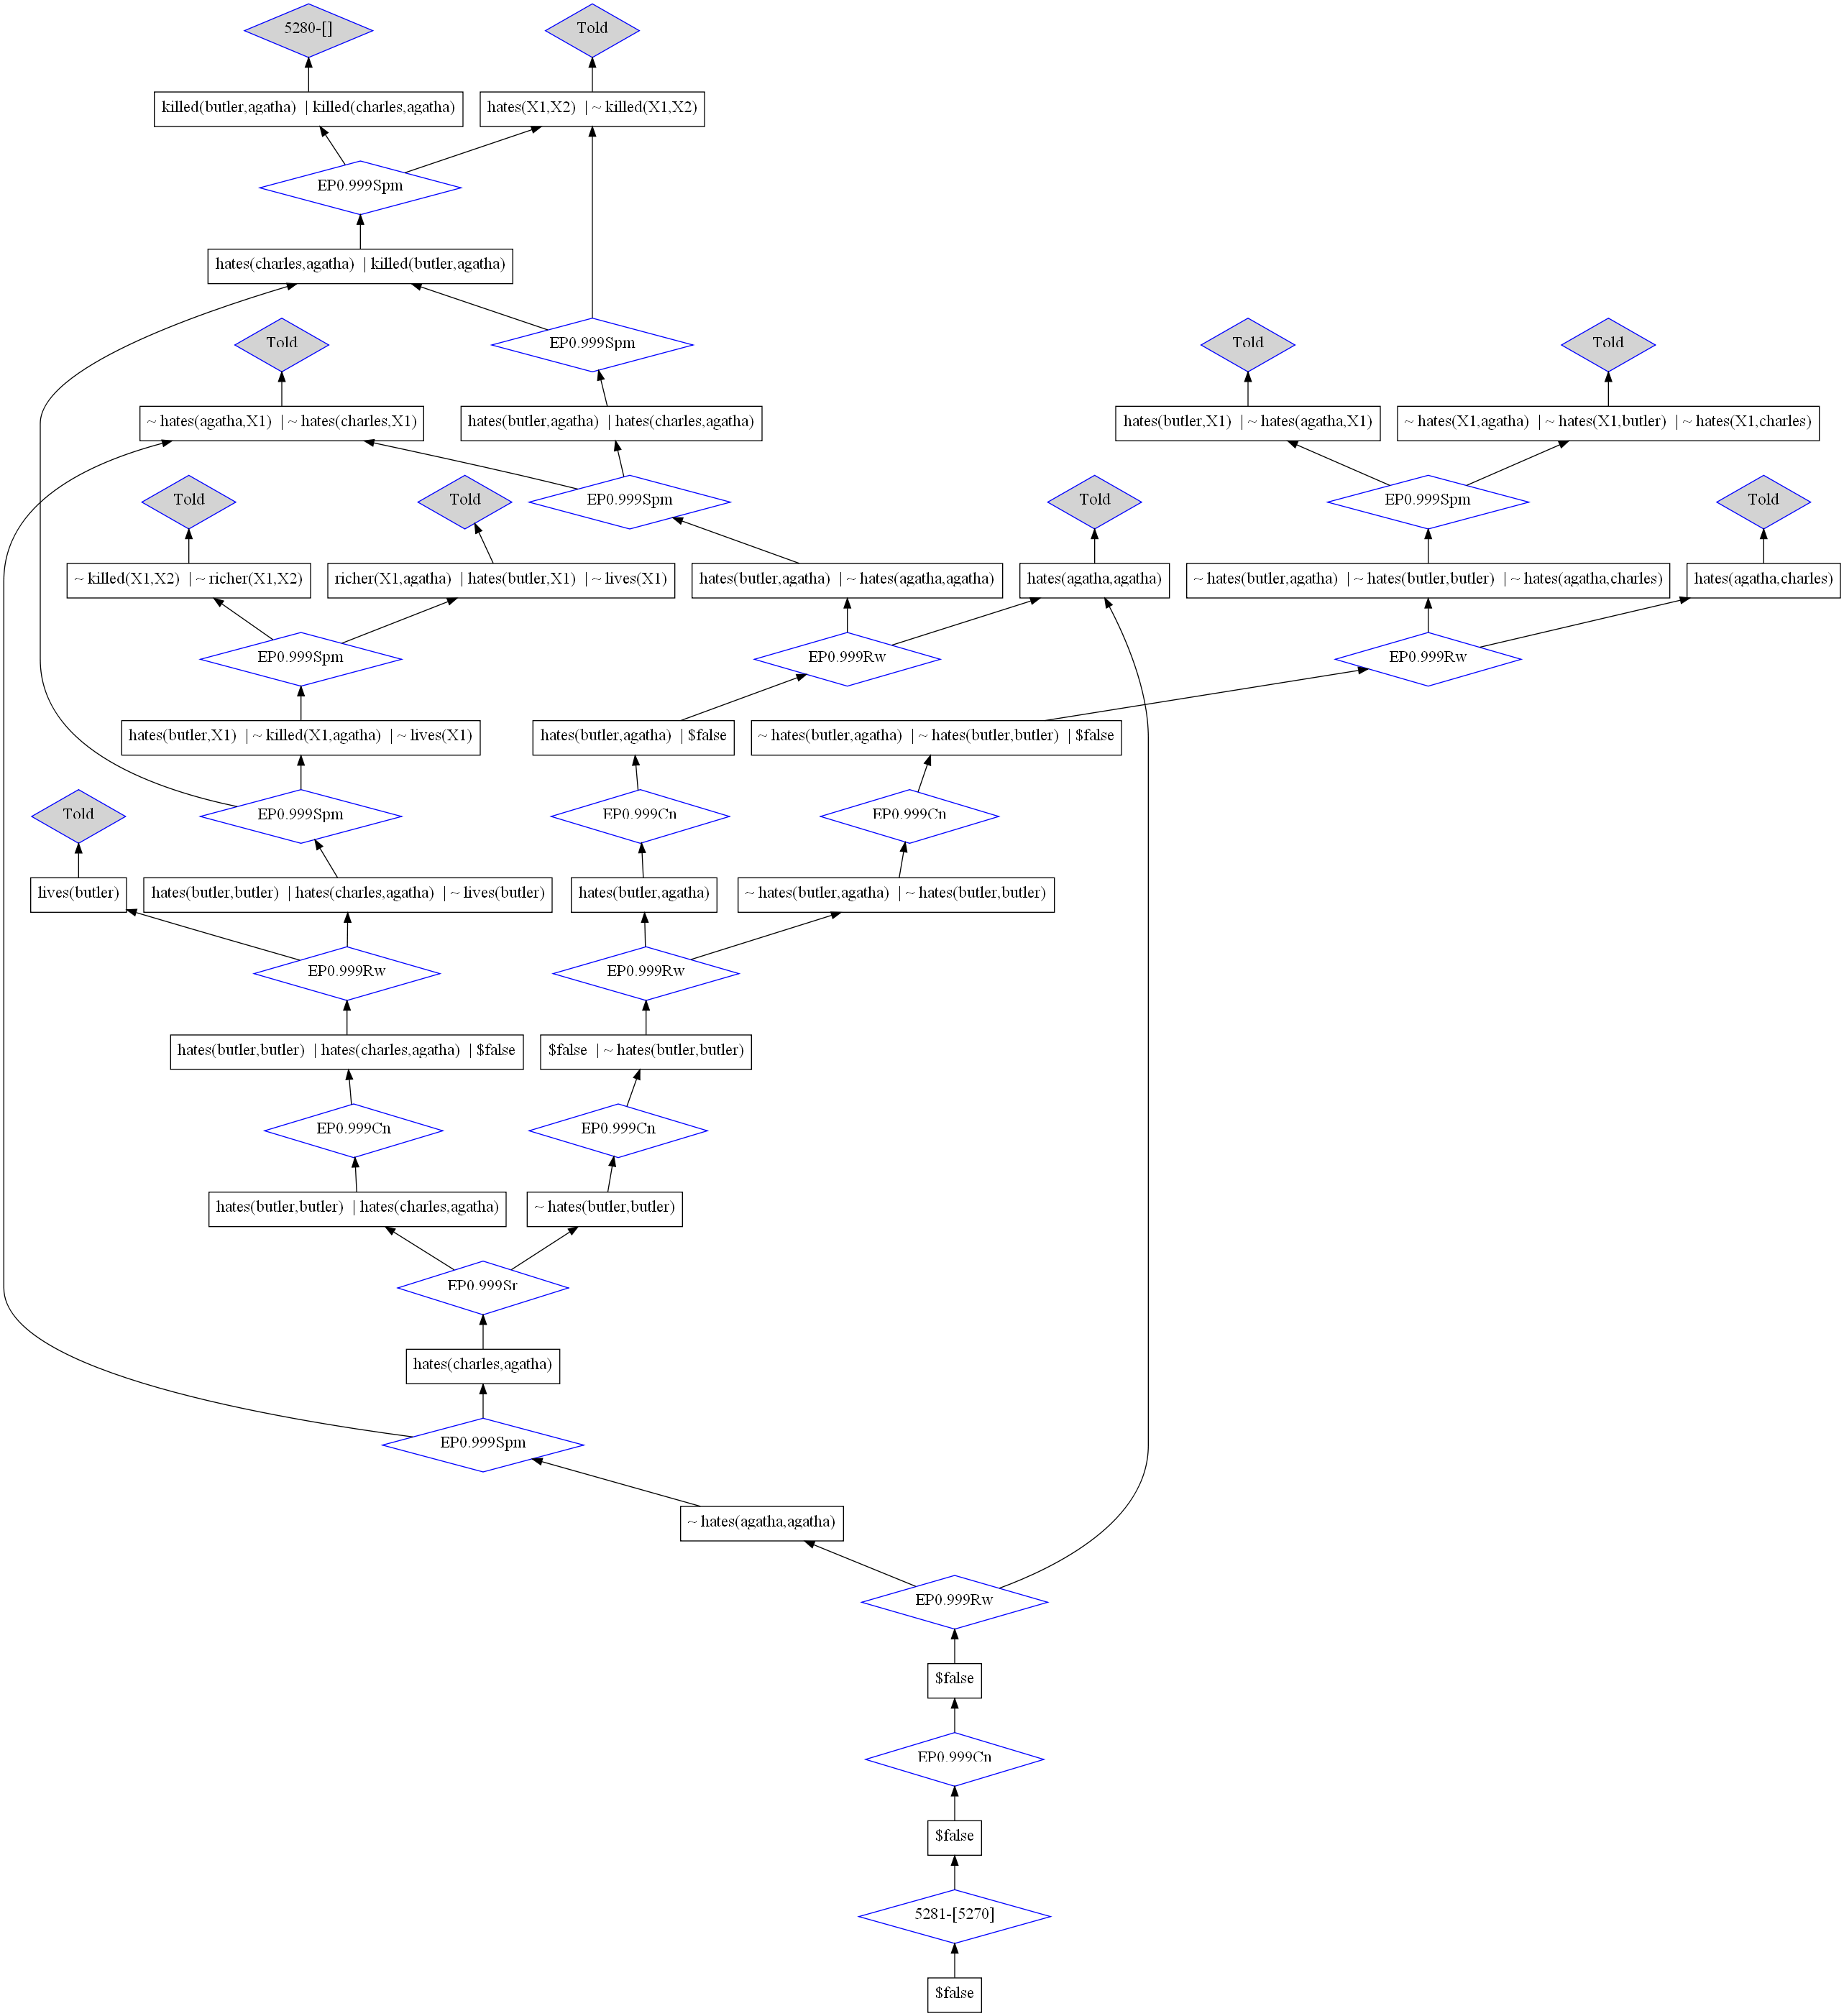 5280-[]
Told
killed(butler,agatha) | killed(charles,agatha)
hates(X1,X2) | ~ killed(X1,X2)
EP0.999Spm
hates(charles,agatha) | killed(butler,agatha)
Told
EP0.999Spm
Told
Told
~ hates(agatha,X1) | ~ hates(charles,X1)
hates(butler,agatha) | hates(charles,agatha)
hates(butler,X1) | ~ hates(agatha,X1)
~ hates(X1,agatha) | ~ hates(X1,butler) | ~ hates(X1,charles)
Told
Told
EP0.999Spm
Told
EP0.999Spm
Told
~ killed(X1,X2) | ~ richer(X1,X2)
richer(X1,agatha) | hates(butler,X1) | ~ lives(X1)
hates(butler,agatha) | ~ hates(agatha,agatha)
hates(agatha,agatha)
~ hates(butler,agatha) | ~ hates(butler,butler) | ~ hates(agatha,charles)
hates(agatha,charles)
EP0.999Spm
EP0.999Rw
EP0.999Rw
hates(butler,X1) | ~ killed(X1,agatha) | ~ lives(X1)
hates(butler,agatha) | $false
~ hates(butler,agatha) | ~ hates(butler,butler) | $false
Told
EP0.999Spm
EP0.999Cn
EP0.999Cn
lives(butler)
hates(butler,butler) | hates(charles,agatha) | ~ lives(butler)
hates(butler,agatha)
~ hates(butler,agatha) | ~ hates(butler,butler)
EP0.999Rw
EP0.999Rw
hates(butler,butler) | hates(charles,agatha) | $false
$false | ~ hates(butler,butler)
EP0.999Cn
EP0.999Cn
hates(butler,butler) | hates(charles,agatha)
~ hates(butler,butler)
EP0.999Sr
hates(charles,agatha)
EP0.999Spm
~ hates(agatha,agatha)
EP0.999Rw
$false
EP0.999Cn
$false
5281-[5270]
$false